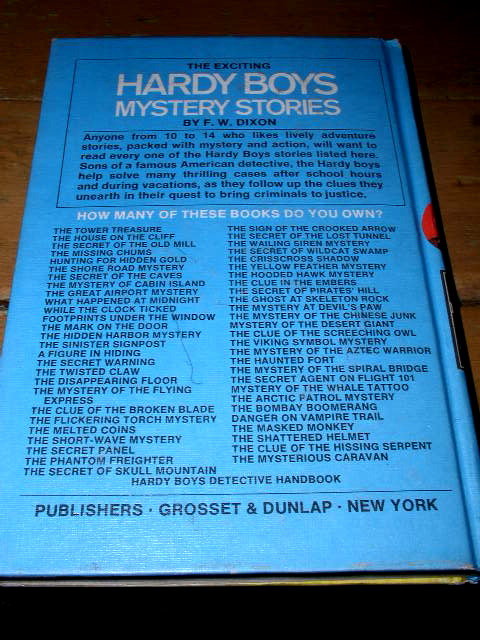 THE EXCITING
HARDY BOYS
MYSTERY STORIES
BY F. W. DIXON
Anyone from 10 to 14 who likes lively adventure
stories, packed with mystery and action, will want to
read every one of the Hardy Boys stories listed here.
Sons of a famous American detective, the Hardy boys
help solve many thrilling cases after school hours
and during vacations, as they follow up the clues they
unearth in their quest to bring criminals to justice.
HOW MANY OF THESE BOOKS DO YOU OWN?
THE TOWER TREASURE
THE HOUSE ON THE CLIFF
THE SECRET OF THE OLD MILL
THE MISSING CHUMS
HUNTING FOR HIDDEN GOLD
THE SHORE ROAD MYSTERY
THE SECRET OF THE CAVES
THE MYSTERY OF CABIN ISLAND
THE GREAT AIRPORT MYSTERY
WHAT HAPPENED AT MIDNIGHT
WHILE THE CLOCK TICKED
FOOTPRINTS UNDER THE WINDOW
THE MARK ON THE DOOR
THE HIDDEN HARBOR MYSTERY
THE SINISTER SIGNPOST
A FIGURE IN HIDING
THE SECRET WARNING
THE TWISTED CLAW
THE DISAPPEARING FLOOR
THE MYSTERY OF THE FLYING
EXPRESS
THE CLUE OF THE BROKEN BLADE
THE FLICKERING TORCH MYSTERY
THE MELTED COINS
THE SHORT-WAVE MYSTERY
THE SECRET PANEL
THE PHANTOM FREIGHTER
THE SECRET OF SKULL MOUNTAIN
THE SIGN OF THE CROOKED ARROW
THE SECRET OF THE LOST TUNNEL
THE WAILING SIREN MYSTERY
THE SECRET OF WILDCAT SWAMP
THE CRISSCROSS SHADOW
THE YELLOW FEATHER MYSTERY
THE HOODED HAWK MYSTERY
THE CLUE IN THE EMBERS
THE SECRET OF PIRATES' HILL
THE GHOST AT SKELETON ROCK
THE MYSTERY AT DEVIL'S PAW
THE MYSTERY OF THE CHINESE JUNK
MYSTERY OF THE DESERT GIANT
THE CLUE OF THE SCREECHING OWL
THE VIKING SYMBOL MYSTERY
THE MYSTERY OF THE AZTEC WARRIOR
THE HAUNTED FORT
THE MYSTERY OF THE SPIRAL BRIDGE
THE SECRET AGENT ON FLIGHT 101
MYSTERY OF THE WHALE TATTOO
THE ARCTIC PATROL MYSTERY
THE BOMBAY BOOMERANG
DANGER ON VAMPIRE TRAIL
THE MASKED MONKEY
THE SHATTERED HELMET
THE CLUE OF THE HISSING SERPENT
THE MYSTERIOUS CARAVAN
HARDY BOYS DETECTIVE HANDBOOK
PUBLISHERS · GROSSET & DUNLAP · NEW YORK